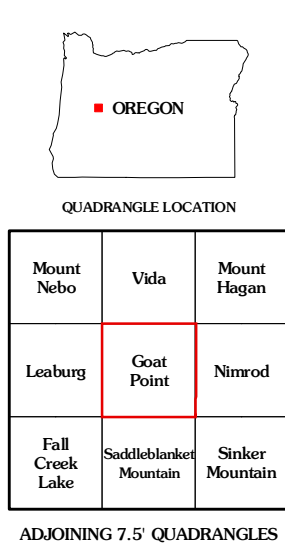 OREGON
QUADRANGLE LOCATION
Mount
Nebo
Vida
Mount
Hagan
Leaburg
Goat
Point
Nimrod
Fall
Creek
Lake
Saddleblanket
Mountain
Sinker
Mountain
ADJOINING 7.5' QUADRANGLES